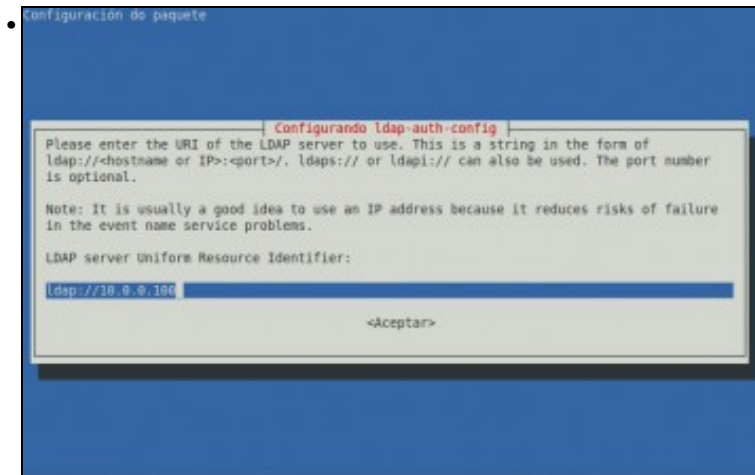 Configuración do paquete
Configurando ldap-auth-config
Please enter the URI of the LDAP server to use. This is a string in the form of
ldap://<hostname or IP>:<port>/. ldaps:// or ldapi:// can also be used. The port number
is optional.
Note: It is usually a good idea to use an IP address because it reduces risks of failure
in the event name service problems.
LDAP server Uniform Resource Identifier:
ldap://10.0.0.100
<Aceptar>